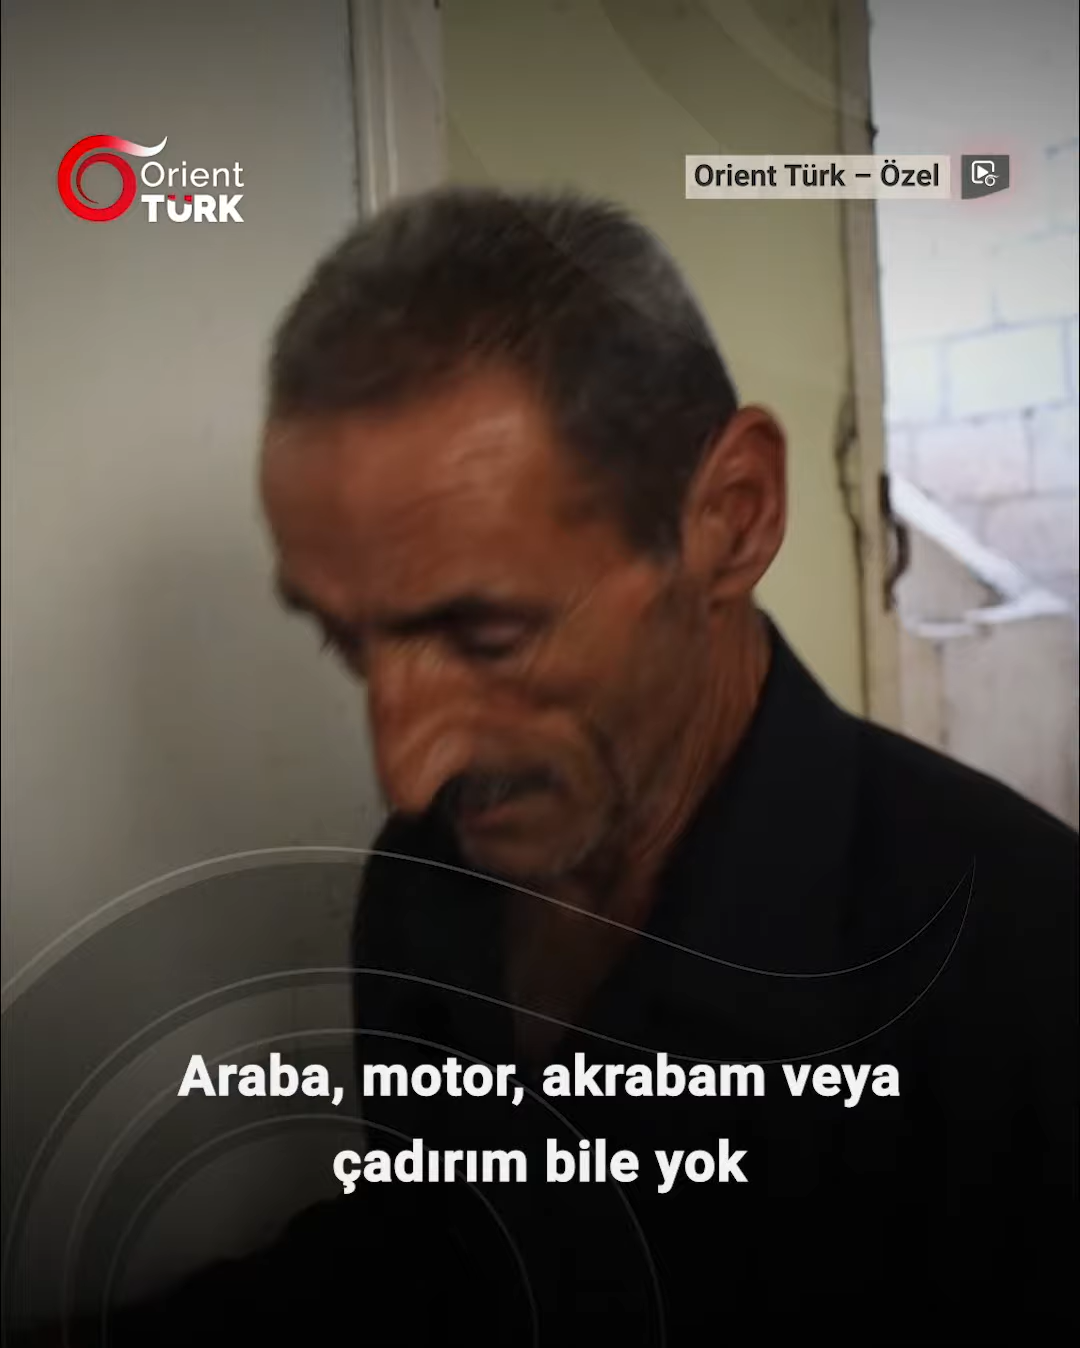 Orient
TÜRK
Orient Türk – Özel
Araba, motor, akrabam veya
çadırım bile yok